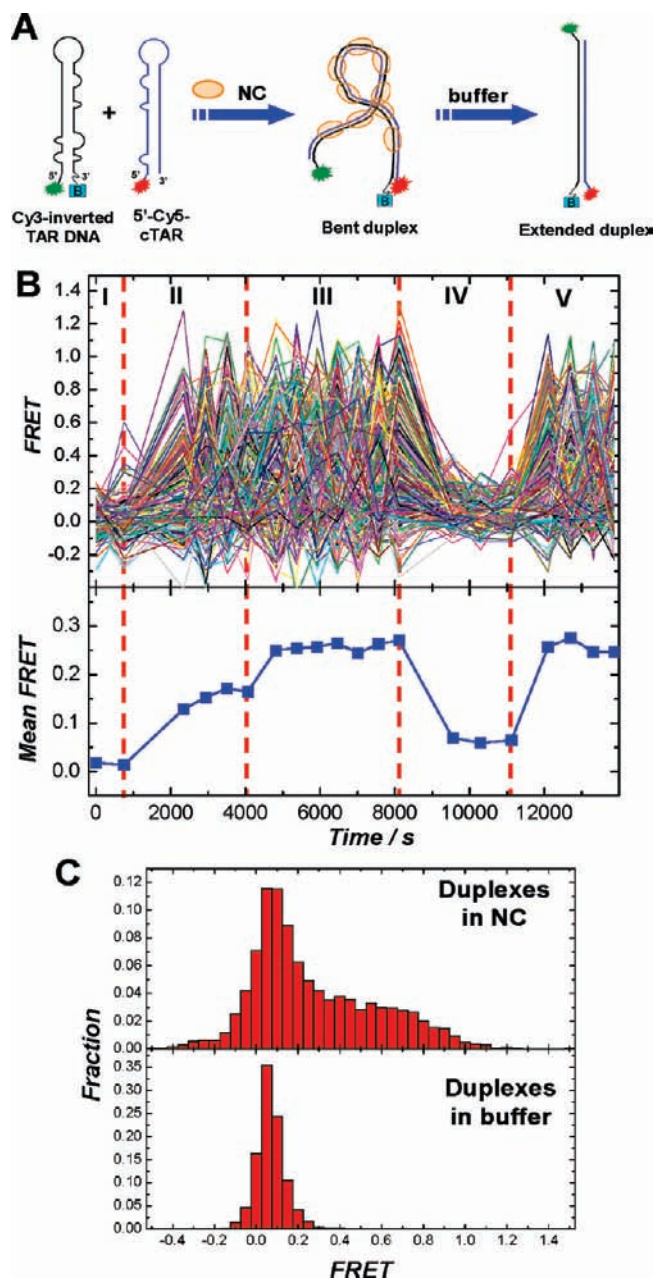 A
NC
buffer
+
5' 3' 5' 3'
B
B
B
Cy3-inverted
TAR DNA
5'-Cy5-
cTAR
Bent duplex
Extended duplex
B
I II III IV V
1.4
1.2
1.0
0.8
0.6
0.4
0.2
0.0
-0.2
FRET
0.3
0.2
0.1
0.0
Mean FRET
0 2000 4000 6000 8000 10000 12000
Time / s
C
Duplexes
in NC
0.12
0.10
0.08
0.06
0.04
0.02
0.00
Fraction
Duplexes
in buffer
0.35
0.30
0.25
0.20
0.15
0.10
0.05
0.00
-0.4 -0.2 0.0 0.2 0.4 0.6 0.8 1.0 1.2 1.4
FRET